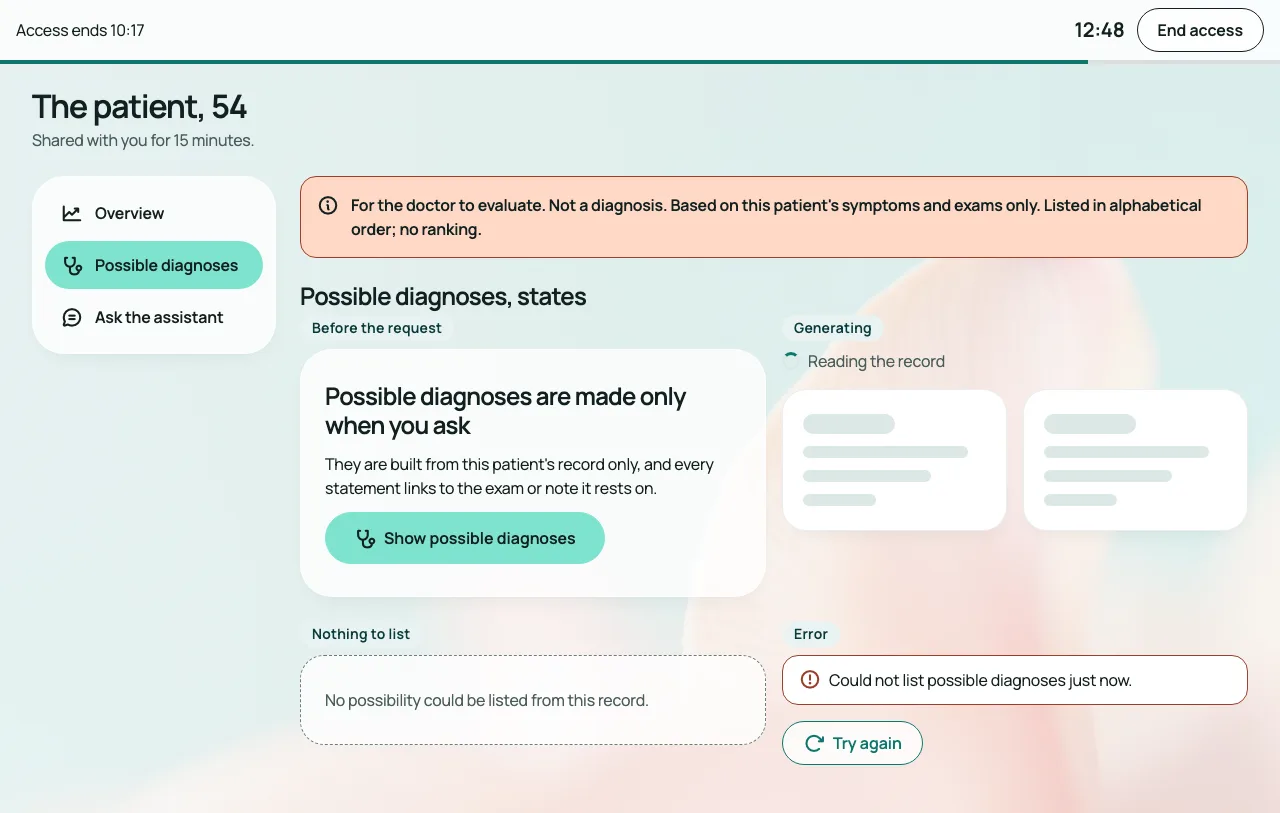 Access ends 10:17
12:48
End access
The patient, 54
Shared with you for 15 minutes.
Overview
Possible diagnoses
Ask the assistant
For the doctor to evaluate. Not a diagnosis. Based on this patient's symptoms and exams only. Listed in alphabetical
order; no ranking.
Possible diagnoses, states
Before the request
Possible diagnoses are made only
when you ask
They are built from this patient's record only, and every
statement links to the exam or note it rests on.
Show possible diagnoses
Generating
Reading the record
Nothing to list
No possibility could be listed from this record.
Error
Could not list possible diagnoses just now.
Try again